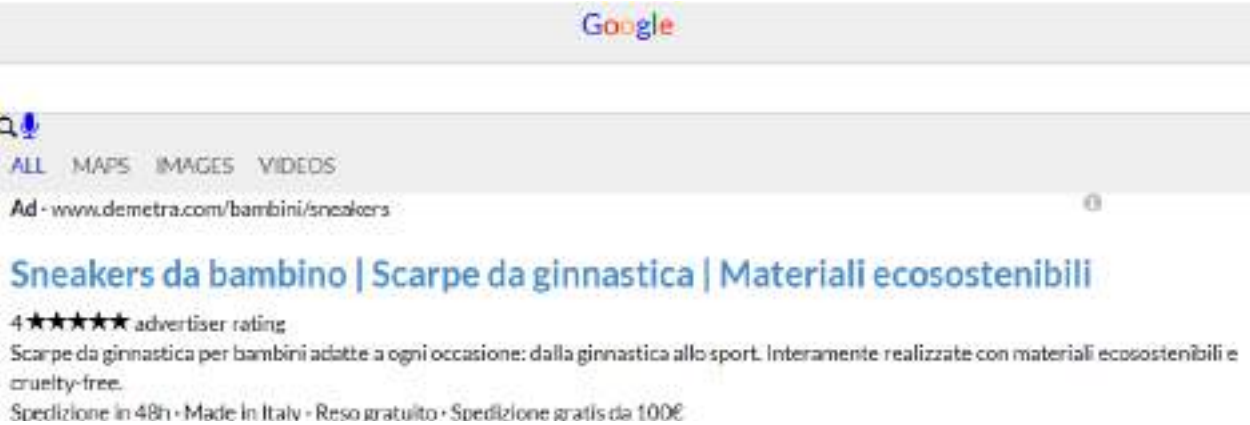 Google
ALL MAPS IMAGES VIDEOS
Ad · www.demetra.com/bambini/sneakers
Sneakers da bambino | Scarpe da ginnastica | Materiali ecosostenibili
4 ★★★★★ advertiser rating
Scarpe da ginnastica per bambini adatte a ogni occasione: dalla ginnastica allo sport. Interamente realizzate con materiali ecosostenibili e
cruelty-free.
Spedizione in 48h · Made in Italy · Reso gratuito · Spedizione gratis da 100€